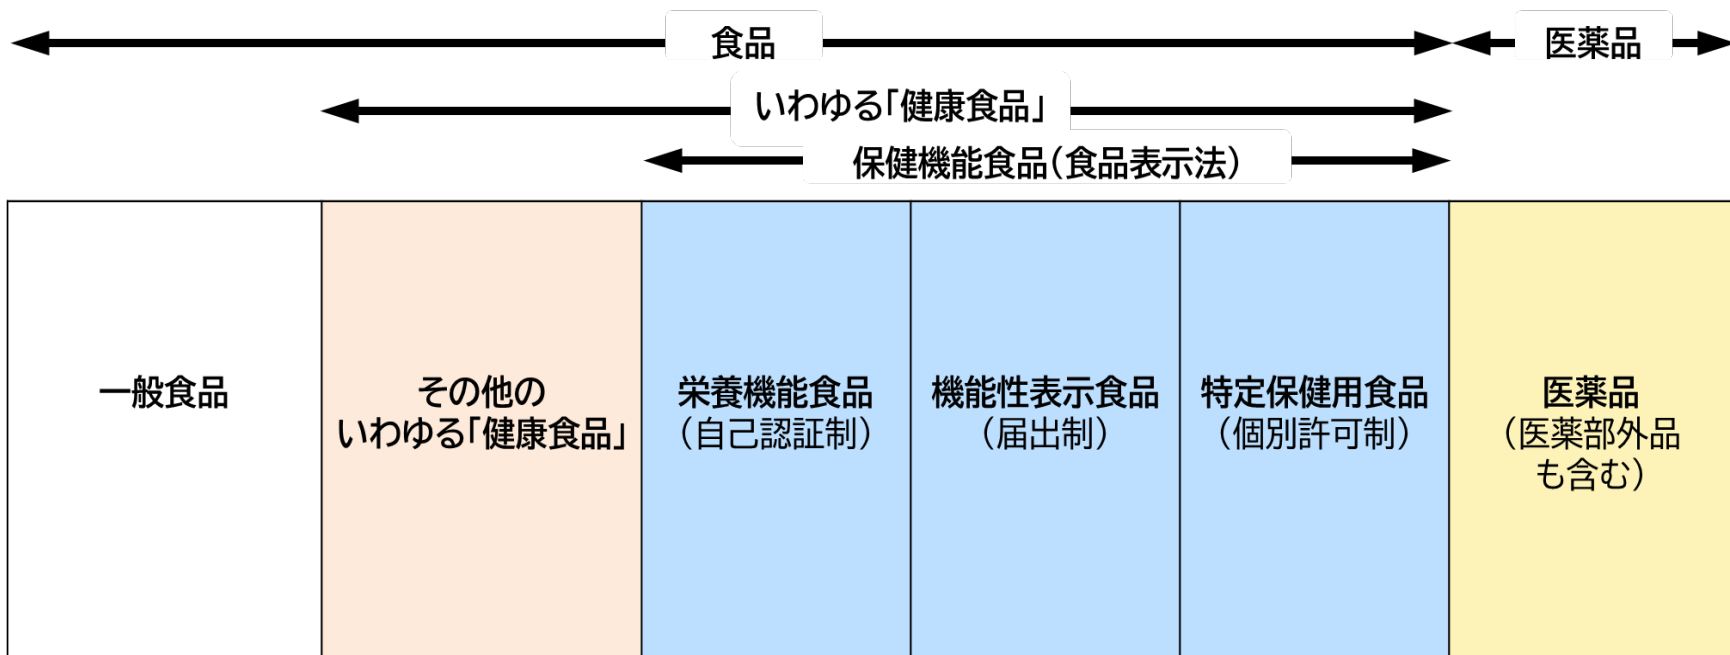 食品
医薬品
いわゆる「健康食品」
保健機能食品（食品表示法）
一般食品
その他の
いわゆる「健康食品」
栄養機能食品
（自己認証制）
機能性表示食品
（届出制）
特定保健用食品
（個別許可制）
医薬品
（医薬部外品
も含む）